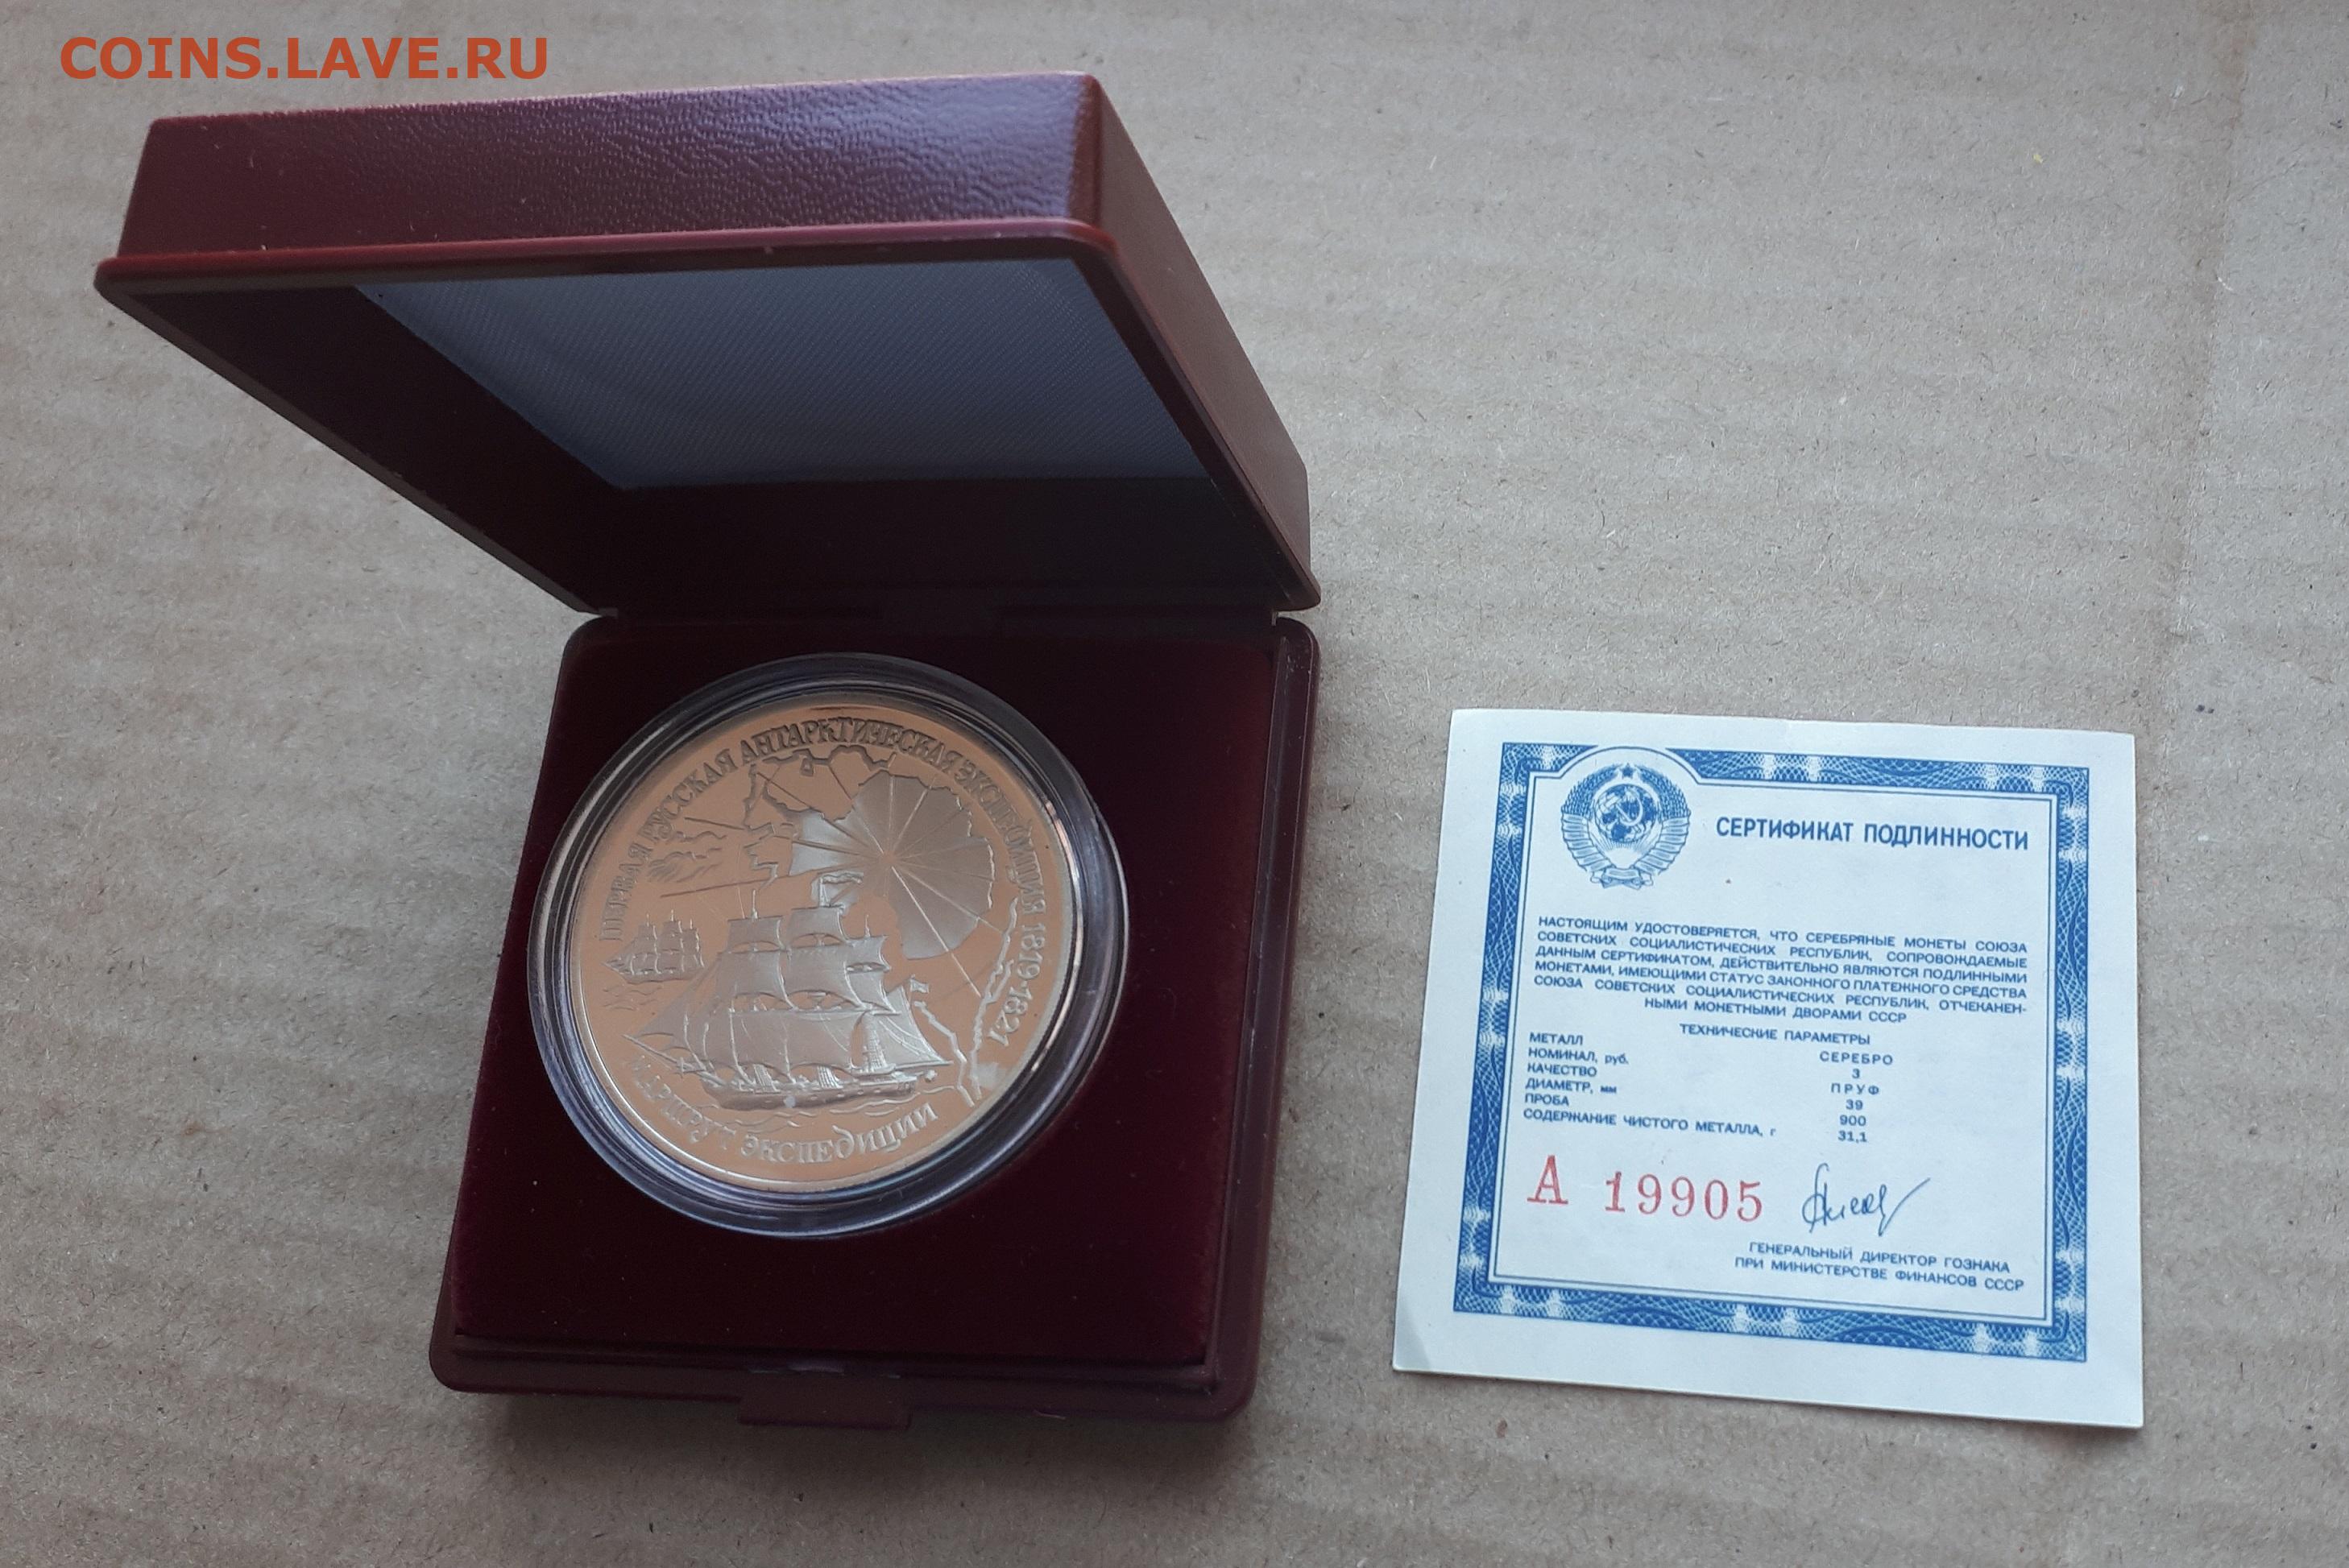 COINS.LAVE.RU
ПЕРВАЯ РУССКАЯ АНТАРКТИЧЕСКАЯ ЭКСПЕДИЦИЯ 1819-1821
МАРШРУТ ЭКСПЕДИЦИИ
СЕРТИФИКАТ ПОДЛИННОСТИ
НАСТОЯЩИМ УДОСТОВЕРЯЕТСЯ, ЧТО СЕРЕБРЯНЫЕ МОНЕТЫ СОЮЗА
СОВЕТСКИХ СОЦИАЛИСТИЧЕСКИХ РЕСПУБЛИК, СОПРОВОЖДАЕМЫЕ
ДАННЫМ СЕРТИФИКАТОМ, ДЕЙСТВИТЕЛЬНО ЯВЛЯЮТСЯ ПОДЛИННЫМИ
МОНЕТАМИ, ИМЕЮЩИМИ СТАТУС ЗАКОННОГО ПЛАТЕЖНОГО СРЕДСТВА
СОЮЗА СОВЕТСКИХ СОЦИАЛИСТИЧЕСКИХ РЕСПУБЛИК, ОТЧЕКАНЕН-
НЫМИ МОНЕТНЫМИ ДВОРАМИ СССР
ТЕХНИЧЕСКИЕ ПАРАМЕТРЫ
МЕТАЛЛ СЕРЕБРО
НОМИНАЛ, руб. 3
КАЧЕСТВО ПРУФ
ДИАМЕТР, мм 39
ПРОБА 900
СОДЕРЖАНИЕ ЧИСТОГО МЕТАЛЛА, г 31,1
А 19905
ГЕНЕРАЛЬНЫЙ ДИРЕКТОР ГОЗНАКА
ПРИ МИНИСТЕРСТВЕ ФИНАНСОВ СССР